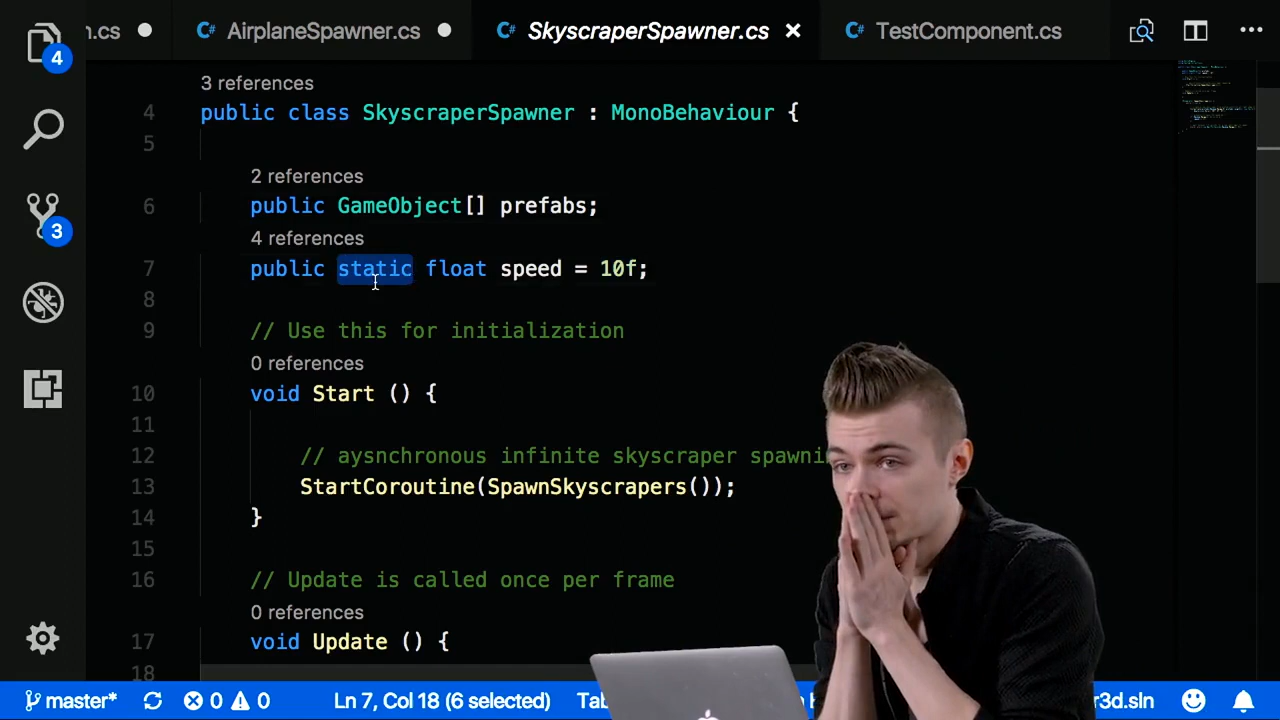 .cs
AirplaneSpawner.cs
SkyscraperSpawner.cs
TestComponent.cs
4
3
3 references
4 public class SkyscraperSpawner : MonoBehaviour {
5
2 references
6 public GameObject[] prefabs;
4 references
7 public static float speed = 10f;
8
9 // Use this for initialization
0 references
10 void Start () {
11
12 // aysnchronous infinite skyscraper
13 StartCoroutine(SpawnSkyscrapers());
14 }
15
16 // Update is called once per frame
0 references
17 void Update () {
18
master* 0 0 Ln 7, Col 18 (6 selected) r3d.sln